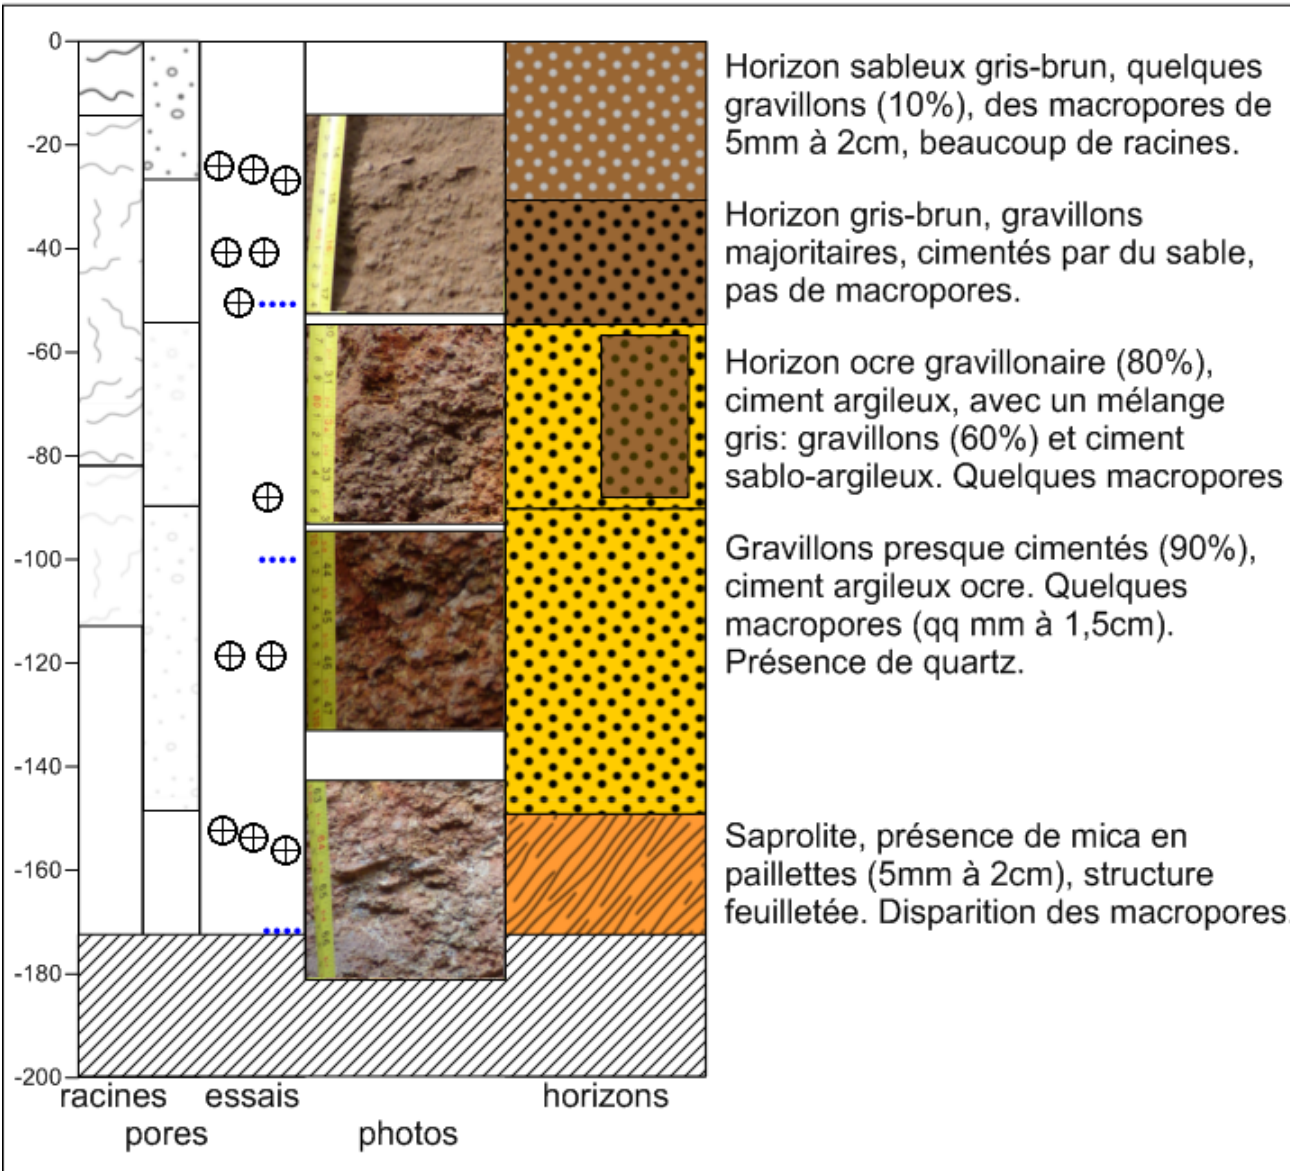 0
-20
-40
-60
-80
-100
-120
-140
-160
-180
-200
Horizon sableux gris-brun, quelques
gravillons (10%), des macropores de
5mm à 2cm, beaucoup de racines.
Horizon gris-brun, gravillons
majoritaires, cimentés par du sable,
pas de macropores.
Horizon ocre gravillonaire (80%),
ciment argileux, avec un mélange
gris: gravillons (60%) et ciment
sablo-argileux. Quelques macropores
Gravillons presque cimentés (90%),
ciment argileux ocre. Quelques
macropores (qq mm à 1,5cm).
Présence de quartz.
Saprolite, présence de mica en
paillettes (5mm à 2cm), structure
feuilletée. Disparition des macropores.
racines essais horizons
pores photos